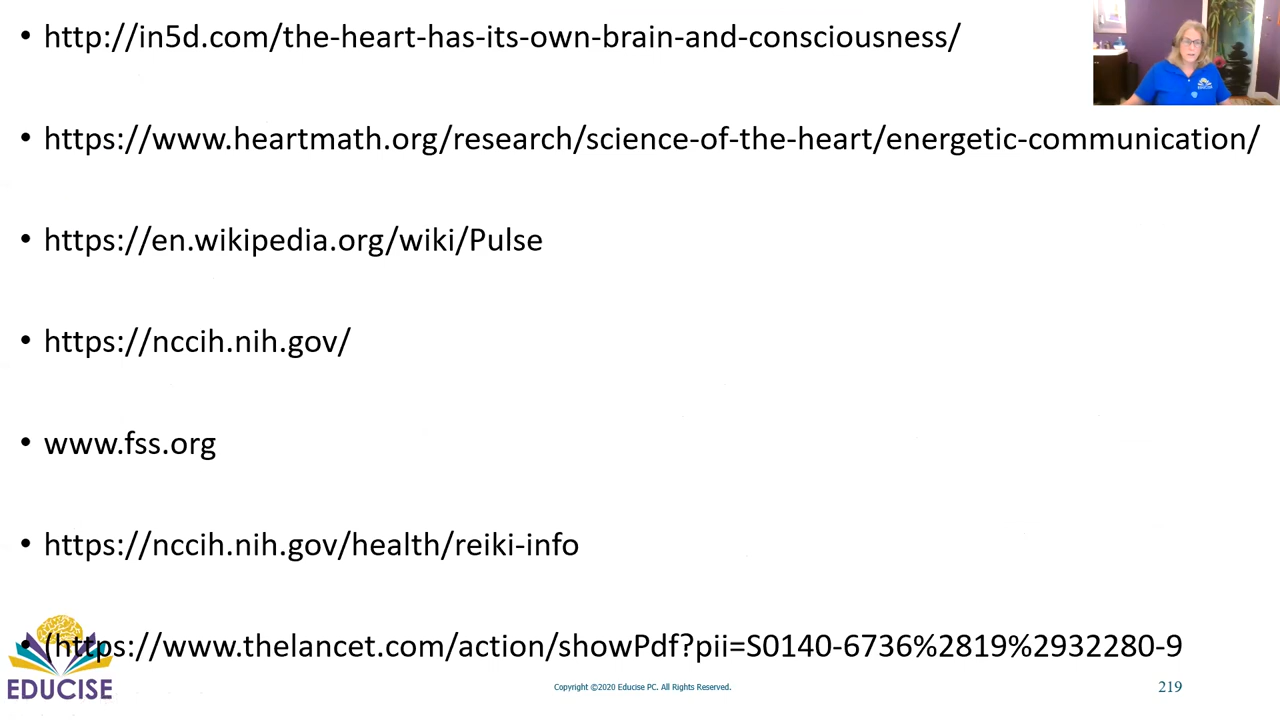 • http://in5d.com/the-heart-has-its-own-brain-and-consciousness/
• https://www.heartmath.org/research/science-of-the-heart/energetic-communication/
• https://en.wikipedia.org/wiki/Pulse
• https://nccih.nih.gov/
• www.fss.org
• https://nccih.nih.gov/health/reiki-info
• (https://www.thelancet.com/action/showPdf?pii=S0140-6736%2819%2932280-9
EDUCISE
Copyright ©2020 Educise PC. All Rights Reserved.
219
EDUCISE